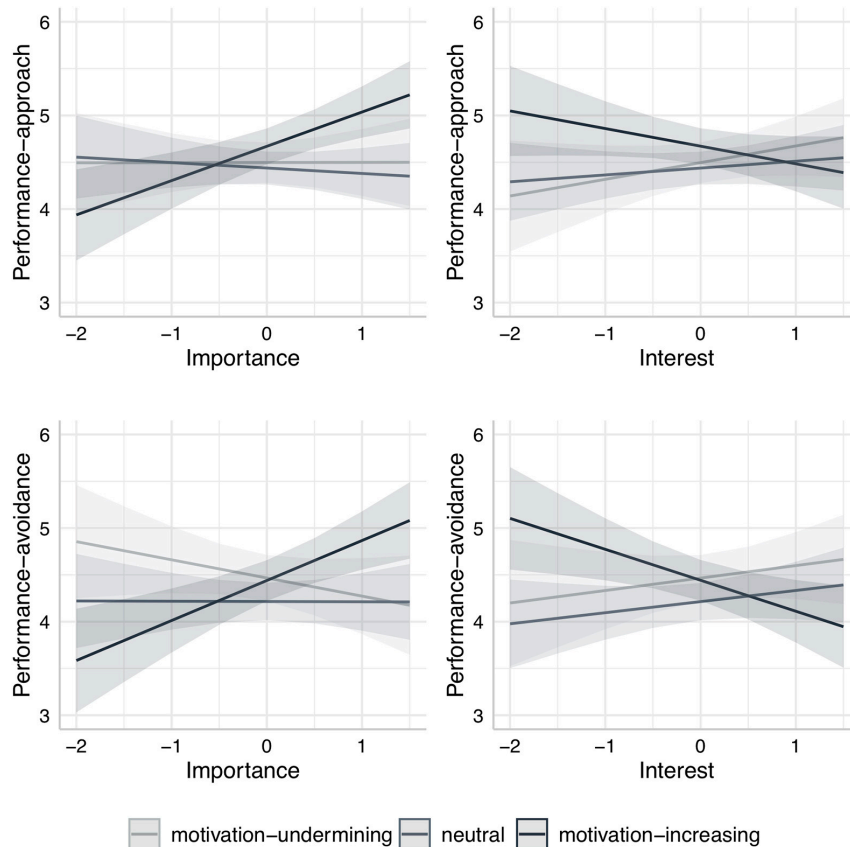 6
5
4
3
Performance−approach
−2 −1 0 1
Importance
6
5
4
3
Performance−approach
−2 −1 0 1
Interest
6
5
4
3
Performance−avoidance
−2 −1 0 1
Importance
6
5
4
3
Performance−avoidance
−2 −1 0 1
Interest
motivation−undermining neutral motivation−increasing